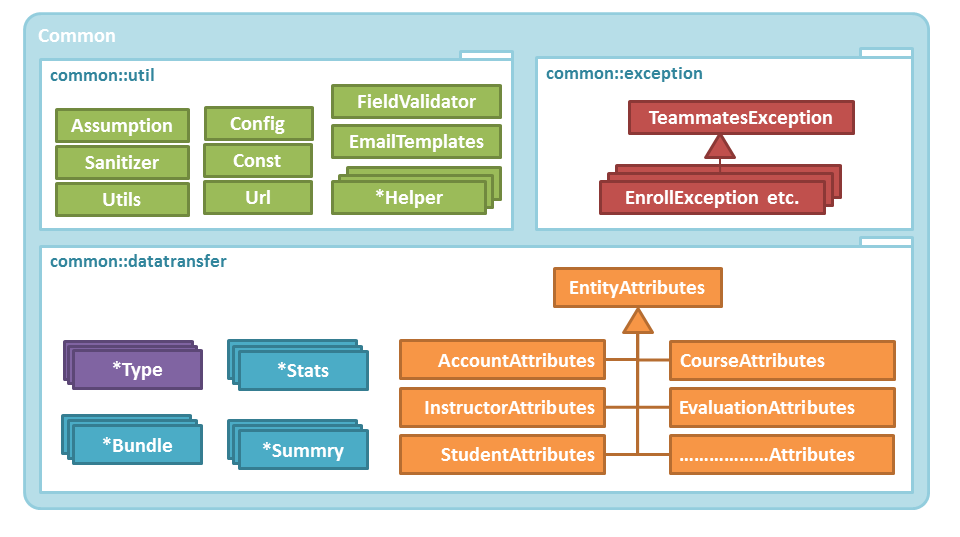 Common
common::util
Assumption
Sanitizer
Utils
Config
Const
Url
FieldValidator
EmailTemplates
*Helper
common::exception
TeammatesException
EnrollException etc.
common::datatransfer
*Type
*Stats
*Bundle
*Summry
EntityAttributes
AccountAttributes
CourseAttributes
InstructorAttributes
EvaluationAttributes
StudentAttributes
………………Attributes